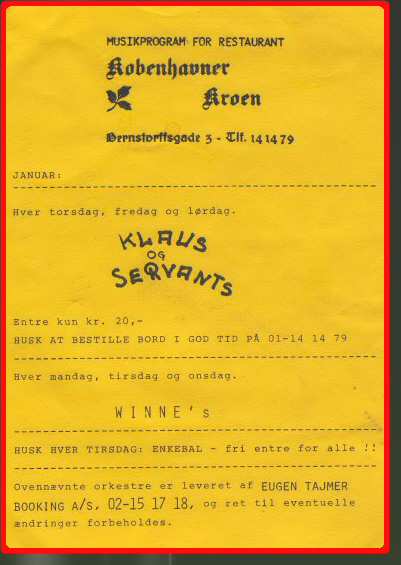 MUSIKPROGRAM FOR RESTAURANT
Københavner
Kroen
Bernstorffsgade 3 - Tlf. 141479
JANUAR:
Hver torsdag, fredag og lørdag.
KLAUS
OG
SERVANTS
Entre kun kr. 20,-
HUSK AT BESTILLE BORD I GOD TID PÅ 01-14 14 79
Hver mandag, tirsdag og onsdag.
WINNE's
HUSK HVER TIRSDAG: ENKEBAL - fri entre for alle !!
Ovennævnte orkestre er leveret af EUGEN TAJMER
BOOKING A/S, 02-15 17 18, og ret til eventuelle
ændringer forbeholdes.